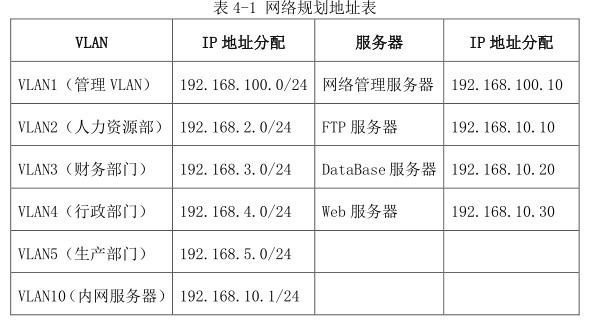 表 4-1 网络规划地址表
VLAN IP 地址分配 服务器 IP 地址分配
VLAN1（管理 VLAN） 192.168.100.0/24 网络管理服务器 192.168.100.10
VLAN2（人力资源部） 192.168.2.0/24 FTP 服务器 192.168.10.10
VLAN3（财务部门） 192.168.3.0/24 DataBase 服务器 192.168.10.20
VLAN4（行政部门） 192.168.4.0/24 Web 服务器 192.168.10.30
VLAN5（生产部门） 192.168.5.0/24
VLAN10（内网服务器） 192.168.10.1/24